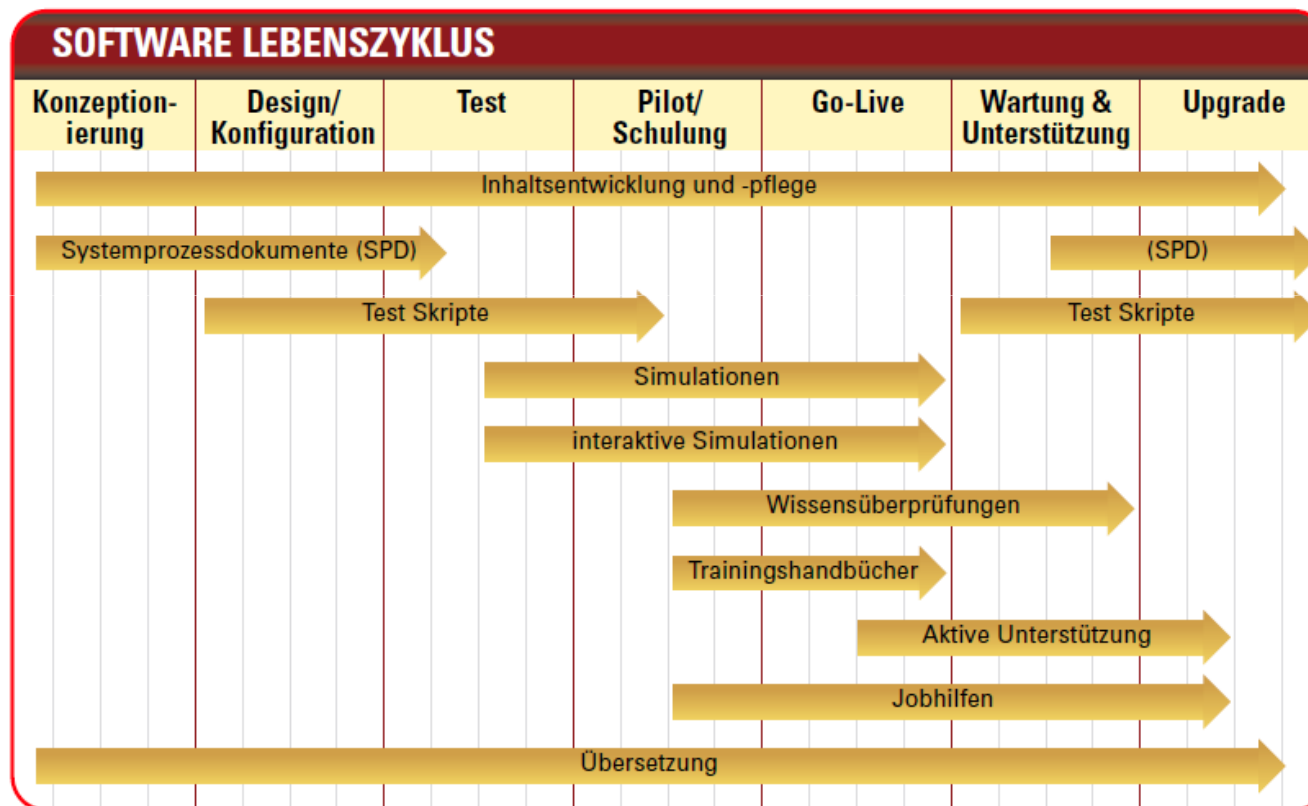 SOFTWARE LEBENSZYKLUS
Konzeption-
ierung
Design/
Konfiguration
Test
Pilot/
Schulung
Go-Live
Wartung &
Unterstützung
Upgrade
Inhaltsentwicklung und -pflege
Systemprozessdokumente (SPD)
(SPD)
Test Skripte
Test Skripte
Simulationen
interaktive Simulationen
Wissensüberprüfungen
Trainingshandbücher
Aktive Unterstützung
Jobhilfen
Übersetzung